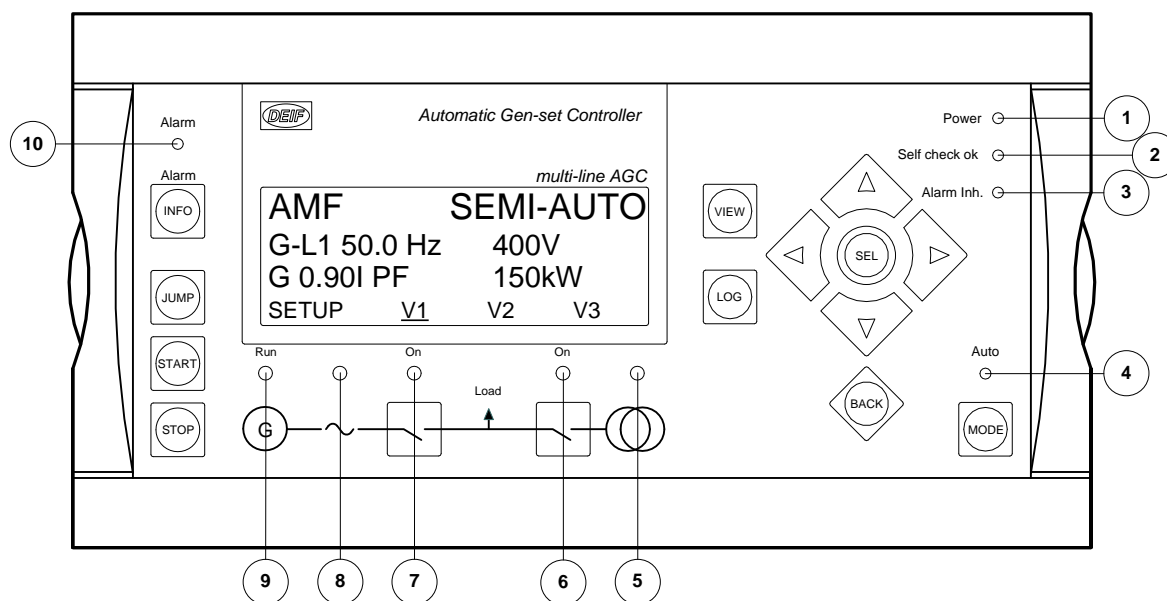 DEIF
Automatic Gen-set Controller
multi-line AGC
AMF SEMI-AUTO
G-L1 50.0 Hz 400V
G 0.90I PF 150kW
SETUP V1 V2 V3
10
Alarm
Alarm
INFO
JUMP
START
STOP
VIEW
LOG
SEL
BACK
Power
1
Self check ok
2
Alarm Inh.
3
Auto
4
MODE
Run
On
Load
On
G
9
8
7
6
5